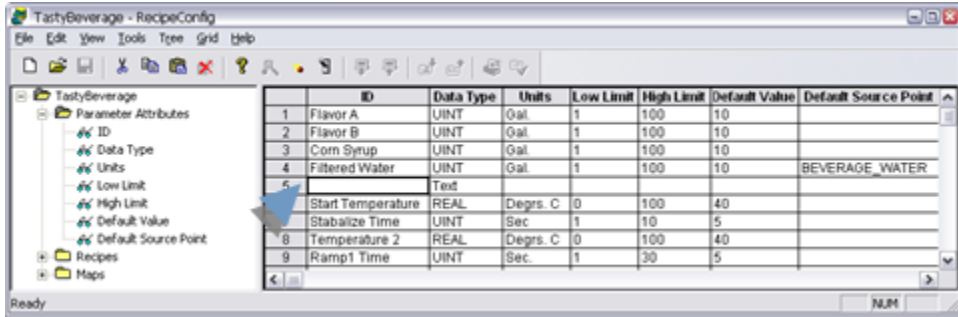 TastyBeverage - RecipeConfig
File Edit View Tools Tree Grid Help
TastyBeverage
Parameter Attributes
ID
Data Type
Units
Low Limit
High Limit
Default Value
Default Source Point
Recipes
Maps
ID Data Type Units Low Limit High Limit Default Value Default Source Point
1 Flavor A UINT Gal. 1 100 10
2 Flavor B UINT Gal. 1 100 10
3 Corn Syrup UINT Gal. 1 100 10
4 Filtered Water UINT Gal. 1 100 10 BEVERAGE_WATER
5 Text
Start Temperature REAL Degrs. C 0 100 40
Stabalize Time UINT Sec 1 10 5
8 Temperature 2 REAL Degrs. C 0 100 40
9 Ramp1 Time UINT Sec. 1 30 5
Ready NUM